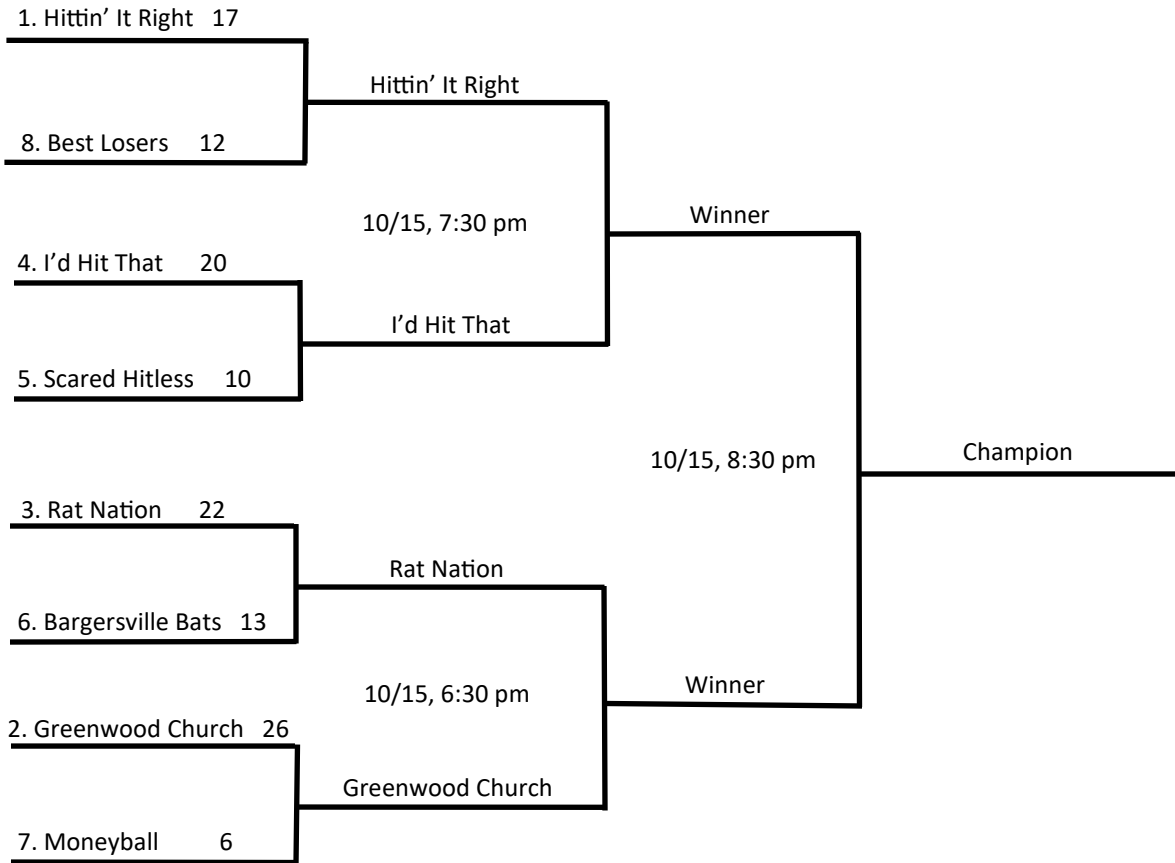 1. Hittin’ It Right 17
Hittin’ It Right
8. Best Losers 12
Winner
10/15, 7:30 pm
4. I’d Hit That 20
I’d Hit That
5. Scared Hitless 10
Champion
10/15, 8:30 pm
3. Rat Nation 22
Rat Nation
6. Bargersville Bats 13
Winner
10/15, 6:30 pm
2. Greenwood Church 26
Greenwood Church
7. Moneyball 6